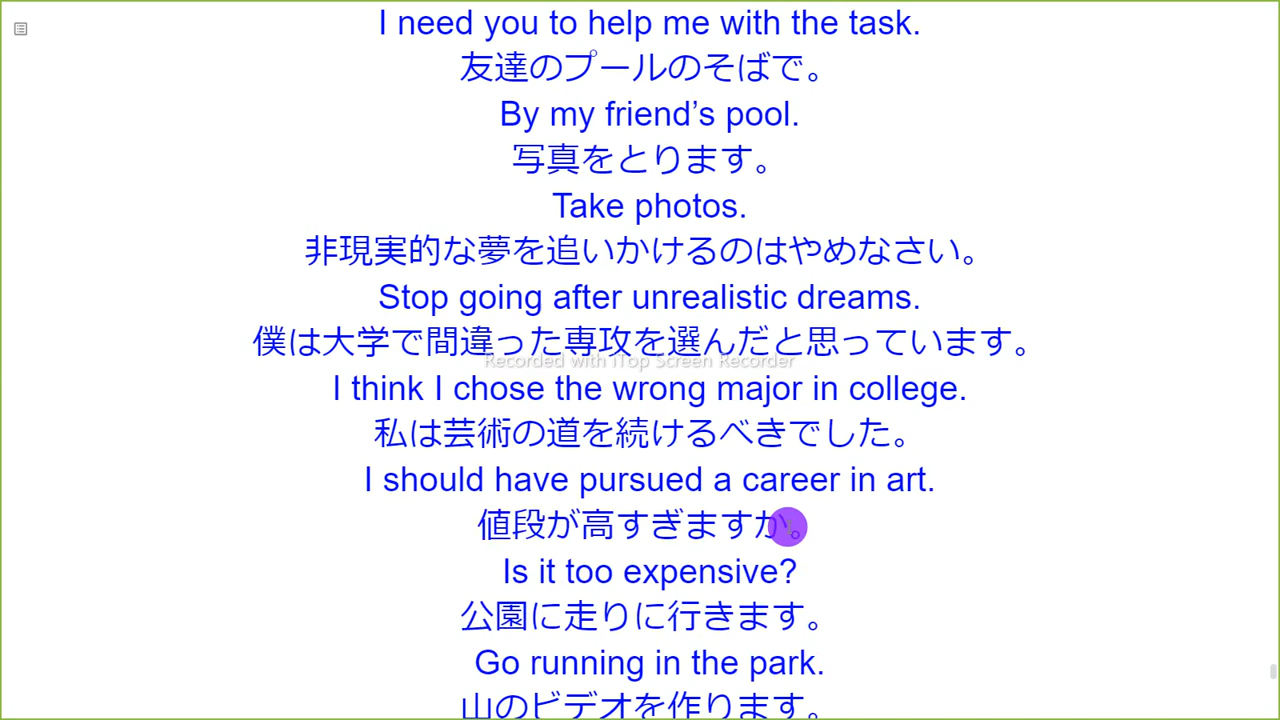 I need you to help me with the task.
友達のプールのそばで。
By my friend’s pool.
写真をとります。
Take photos.
非現実的な夢を追いかけるのはやめなさい。
Stop going after unrealistic dreams.
僕は大学で間違った専攻を選んだと思っています。
Recorded with iTop Screen Recorder
I think I chose the wrong major in college.
私は芸術の道を続けるべきでした。
I should have pursued a career in art.
値段が高すぎますか。
Is it too expensive?
公園に走りに行きます。
Go running in the park.
山のビデオを作ります。